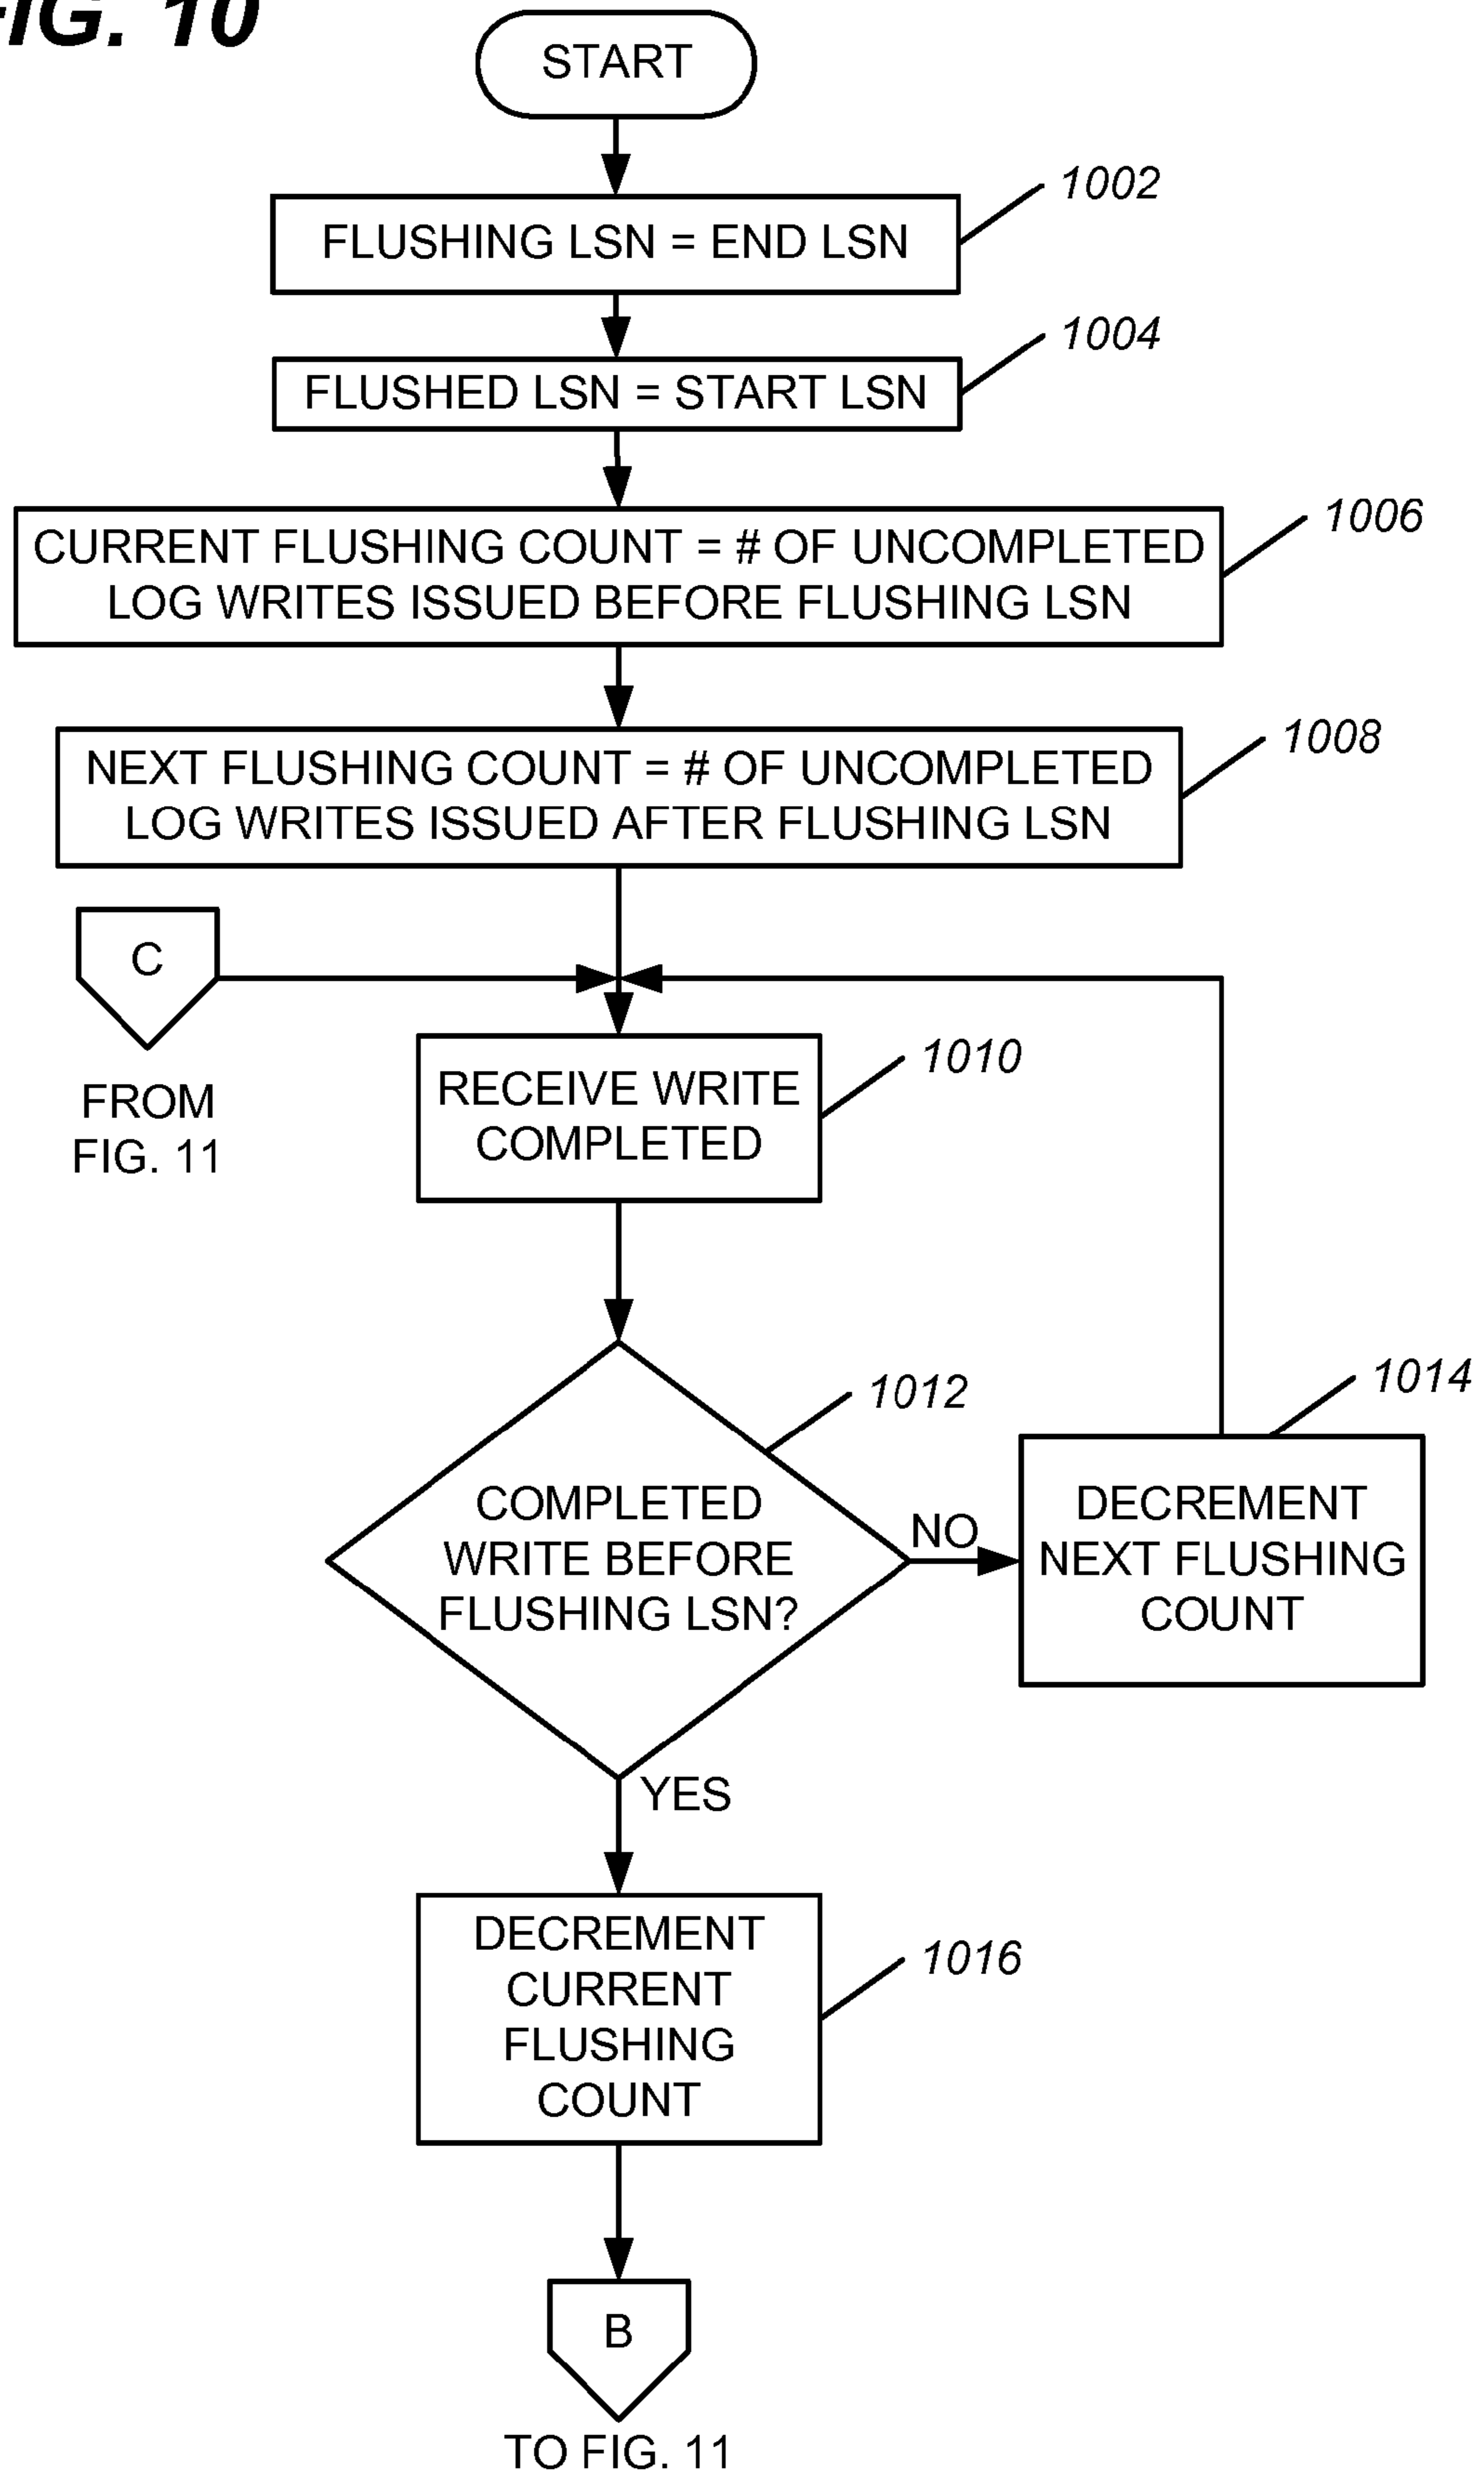 FIG. 10
START
1002
FLUSHING LSN = END LSN
1004
FLUSHED LSN = START LSN
1006
CURRENT FLUSHING COUNT = # OF UNCOMPLETED
LOG WRITES ISSUED BEFORE FLUSHING LSN
1008
NEXT FLUSHING COUNT = # OF UNCOMPLETED
LOG WRITES ISSUED AFTER FLUSHING LSN
C
FROM
FIG. 11
1010
RECEIVE WRITE
COMPLETED
1012
COMPLETED
WRITE BEFORE
FLUSHING LSN?
NO
1014
DECREMENT
NEXT FLUSHING
COUNT
YES
1016
DECREMENT
CURRENT
FLUSHING
COUNT
B
TO FIG. 11